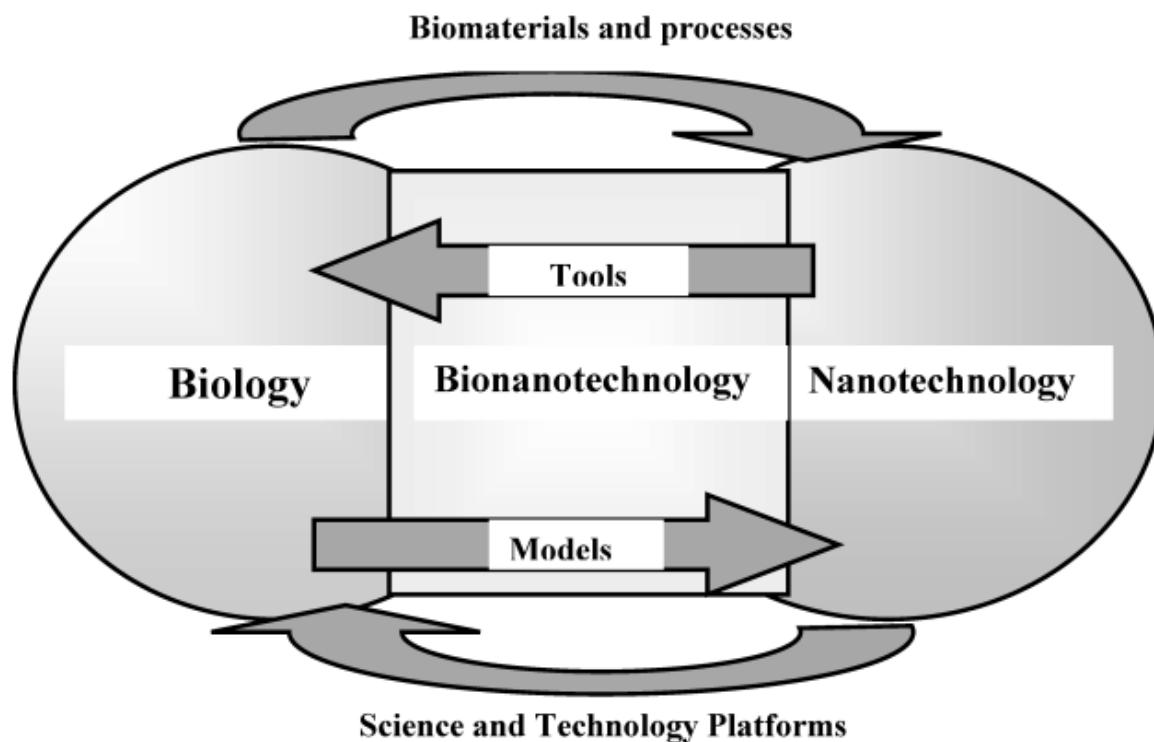 Biomaterials and processes
Tools
Biology
Bionanotechnology
Nanotechnology
Models
Science and Technology Platforms